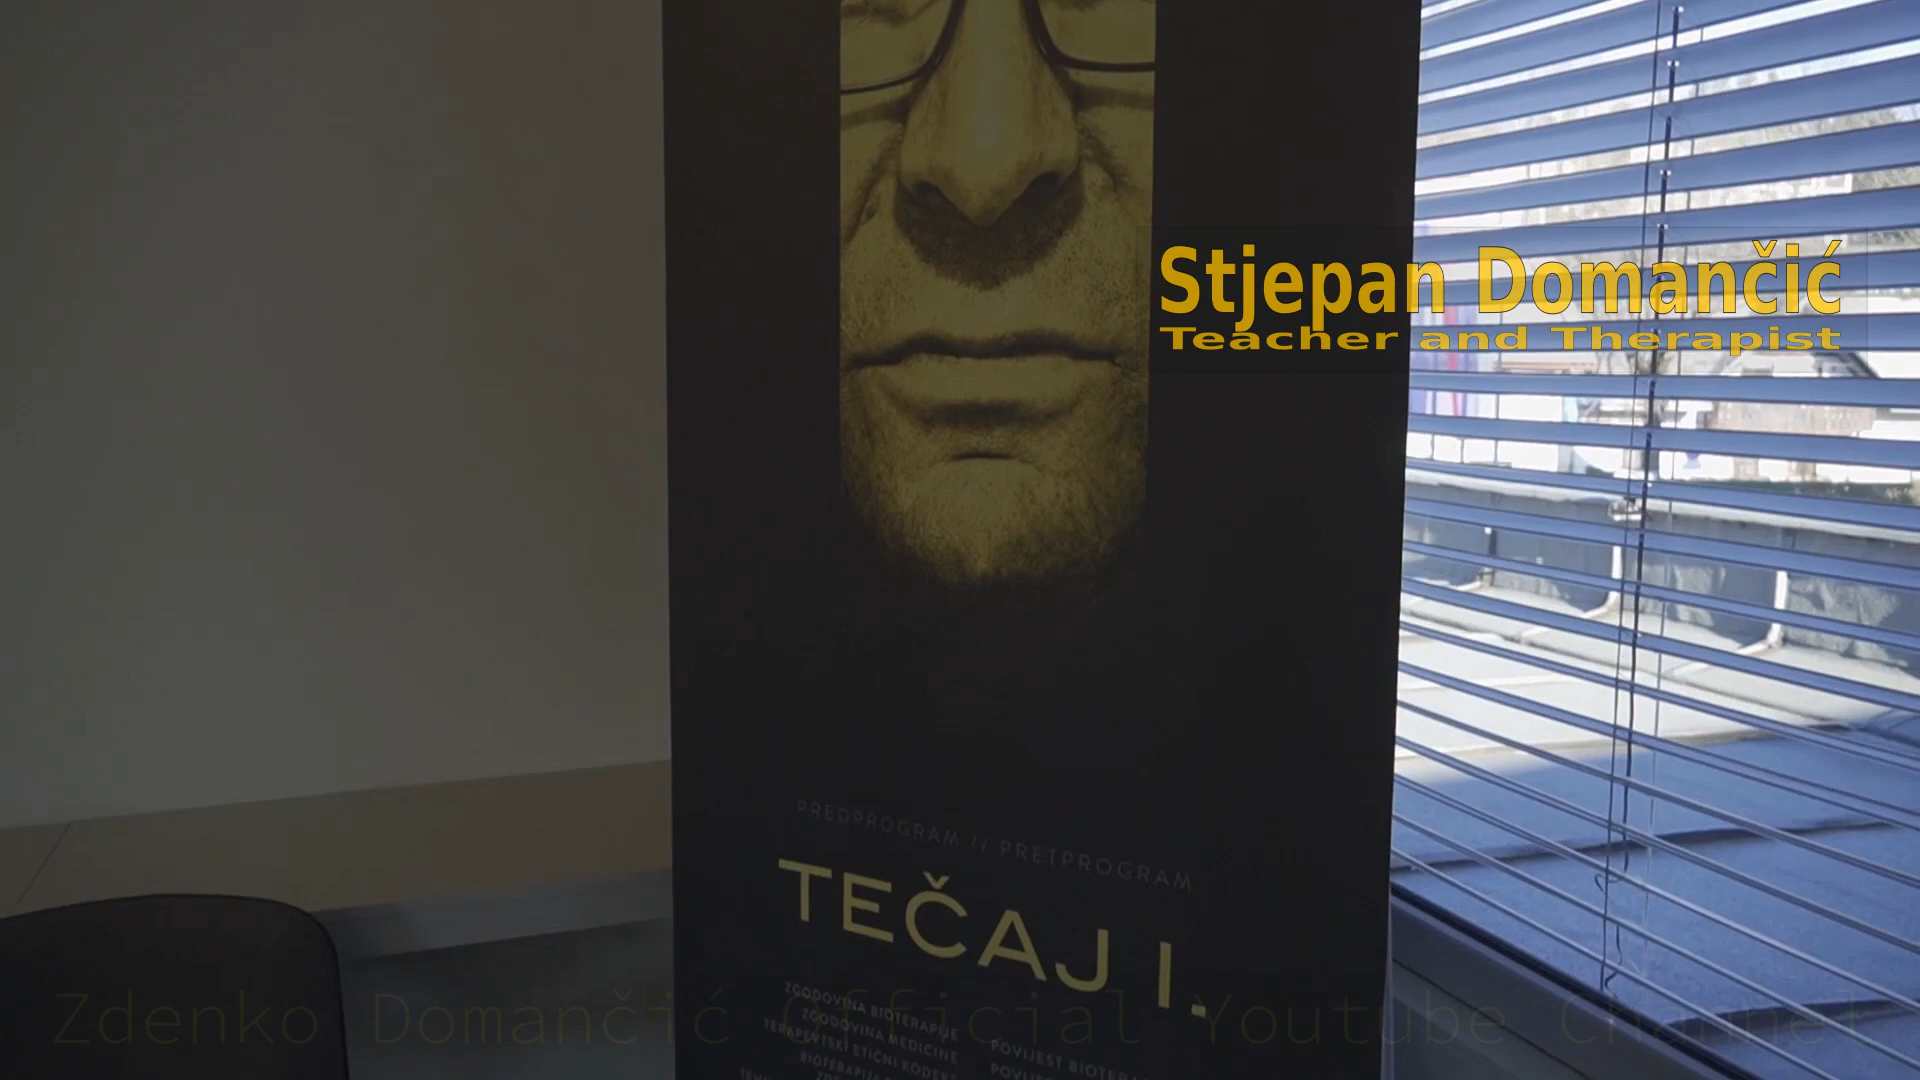 Stjepan Domančić
Teacher and Therapist
PREDPROGRAM // PRETPROGRAM
TEČAJ I.
ZGODOVINA BIOTERAPIJE
ZGODOVINA MEDICINE
TERAPEVTSKI ETIČNI KODEKS
BIOTERAPIJA
POVIJEST
Zdenko Domančić Official Youtube Channel